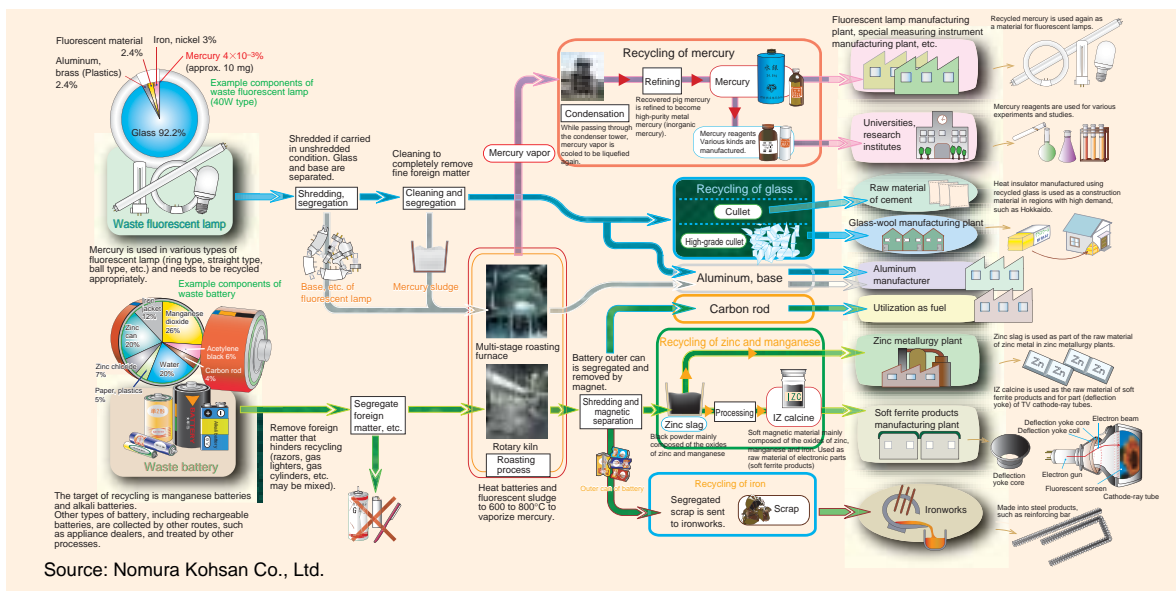 Fluorescent material
2.4%
Iron, nickel 3%
Mercury 4×10⁻³%
(approx. 10 mg)
Aluminum,
brass (Plastics)
2.4%
Example components of
waste fluorescent lamp
(40W type)
Glass 92.2%
Waste fluorescent lamp
Mercury is used in various types of
fluorescent lamp (ring type, straight type,
ball type, etc.) and needs to be recycled
appropriately.
Shredded if carried
in unshredded
condition. Glass
and base are
separated.
Shredding,
segregation
Base, etc. of
fluorescent lamp
Cleaning to
completely remove
fine foreign matter
Cleaning and
segregation
Mercury sludge
Mercury vapor
Recycling of mercury
Condensation
While passing through
the condenser tower,
mercury vapor is
cooled to be liquefied
again.
Refining
Recovered pig mercury
is refined to become
high-purity metal
mercury (inorganic
mercury).
Mercury
水銀
Mercury reagents
Various kinds are
manufactured.
Fluorescent lamp manufacturing
plant, special measuring instrument
manufacturing plant, etc.
Recycled mercury is used again as
a material for fluorescent lamps.
Universities,
research
institutes
Mercury reagents are used for various
experiments and studies.
Recycling of glass
Cullet
High-grade cullet
Raw material
of cement
Glass-wool manufacturing plant
Heat insulator manufactured using
recycled glass is used as a construction
material in regions with high demand,
such as Hokkaido.
Aluminum, base
Aluminum
manufacturer
Carbon rod
Utilization as fuel
Example components of
waste battery
Iron
jacket
12%
Manganese
dioxide
26%
Zinc
can
20%
Acetylene
black 6%
Zinc chloride
7%
Water
20%
Carbon rod
4%
Paper, plastics
5%
Waste battery
The target of recycling is manganese batteries
and alkali batteries.
Other types of battery, including rechargeable
batteries, are collected by other routes, such
as appliance dealers, and treated by other
processes.
Remove foreign
matter that
hinders recycling
(razors, gas
lighters, gas
cylinders, etc.
may be mixed).
Segregate
foreign
matter, etc.
Multi-stage roasting
furnace
Rotary kiln
Roasting
process
Heat batteries and
fluorescent sludge
to 600 to 800°C to
vaporize mercury.
Battery outer can
is segregated and
removed by
magnet.
Shredding and
magnetic
separation
Outer can of battery
Recycling of zinc and manganese
Zinc slag
Black powder mainly
composed of the oxides
of zinc and manganese
Processing
IZC
IZ calcine
Soft magnetic material mainly
composed of the oxides of zinc,
manganese and iron. Used as
raw material of electronic parts
(soft ferrite products)
Zinc metallurgy plant
Zinc slag is used as part of the raw material
of zinc metal in zinc metallurgy plants.
Zn
Zn
Zn
Zn
IZ calcine is used as the raw material of soft
ferrite products and for part (deflection
yoke) of TV cathode-ray tubes.
Soft ferrite products
manufacturing plant
Deflection
yoke core
Electron beam
Deflection yoke core
Deflection yoke coil
Electron gun
Fluorescent screen
Cathode-ray tube
Recycling of iron
Segregated
scrap is sent
to ironworks.
Scrap
Ironworks
Made into steel products,
such as reinforcing bar
Source: Nomura Kohsan Co., Ltd.